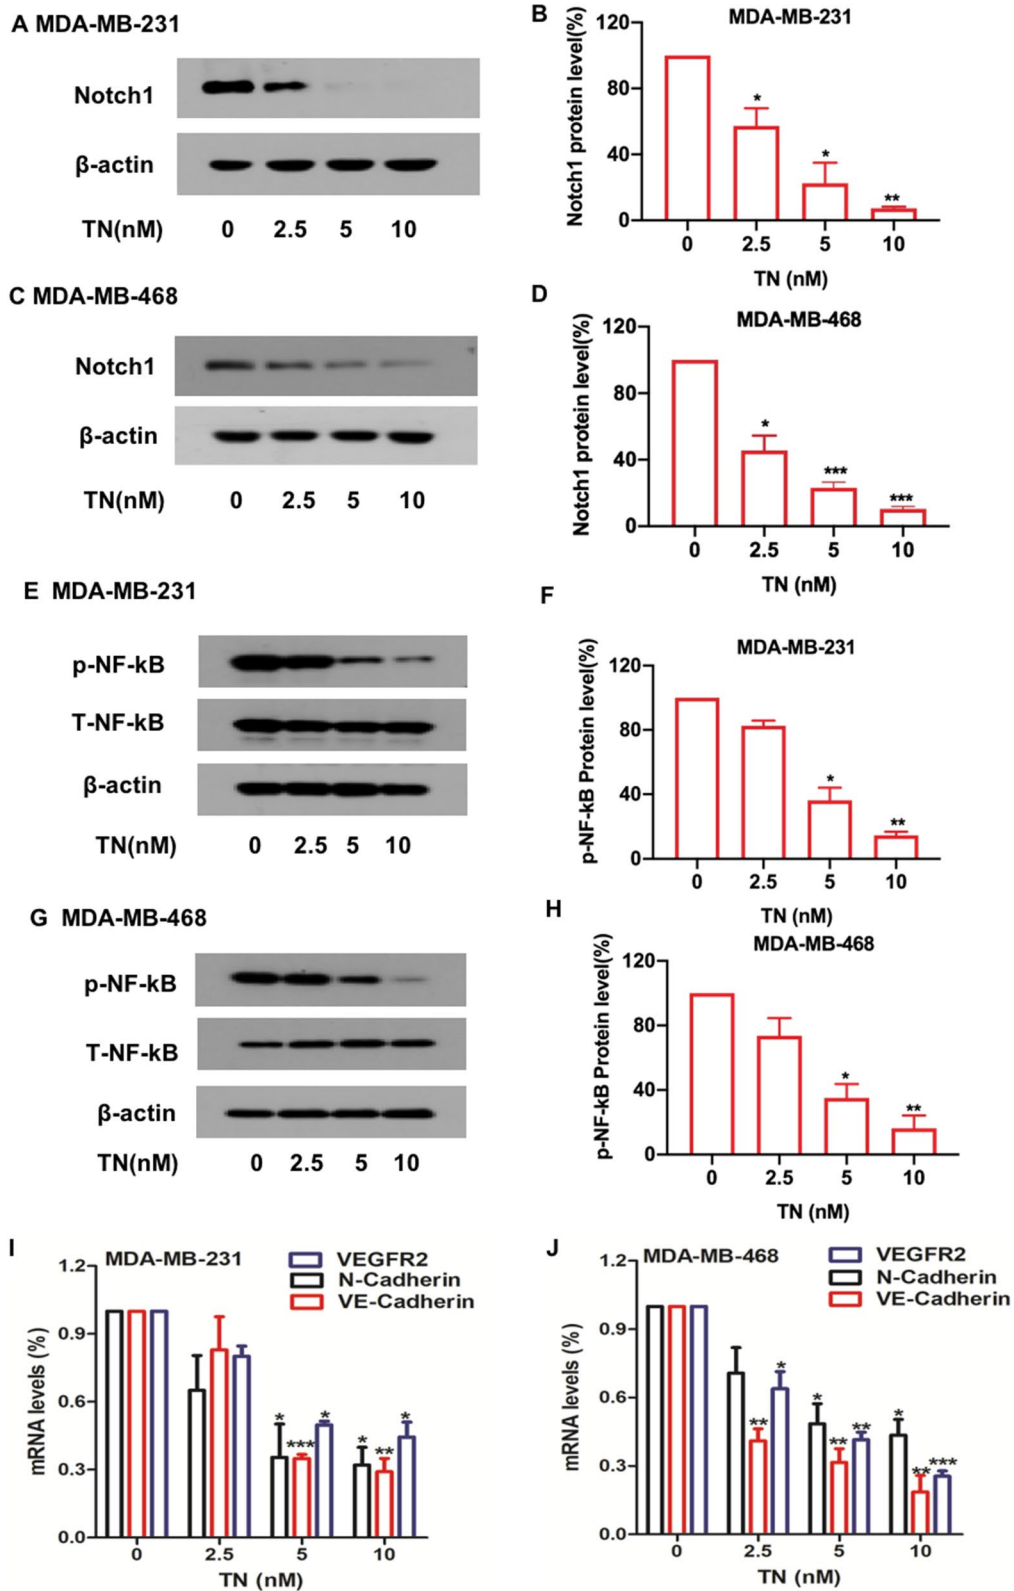 A MDA-MB-231
Notch1
β-actin
TN(nM) 0 2.5 5 10
B
MDA-MB-231
Notch1 protein level(%)
120
80
40
0
* * **
0 2.5 5 10
TN (nM)
C MDA-MB-468
Notch1
β-actin
TN(nM) 0 2.5 5 10
D
MDA-MB-468
Notch1 protein level(%)
120
80
40
0
* *** ***
0 2.5 5 10
TN (nM)
E MDA-MB-231
p-NF-kB
T-NF-kB
β-actin
TN(nM) 0 2.5 5 10
F
MDA-MB-231
p-NF-kB Protein level(%)
120
80
40
0
* **
0 2.5 5 10
TN (nM)
G MDA-MB-468
p-NF-kB
T-NF-kB
β-actin
TN(nM) 0 2.5 5 10
H
MDA-MB-468
p-NF-kB Protein level(%)
120
80
40
0
* **
0 2.5 5 10
TN (nM)
I
MDA-MB-231
VEGFR2
N-Cadherin
VE-Cadherin
mRNA levels (%)
1.2
0.9
0.6
0.3
0.0
* *** * * ** *
0 2.5 5 10
TN (nM)
J
MDA-MB-468
VEGFR2
N-Cadherin
VE-Cadherin
mRNA levels (%)
1.2
0.9
0.6
0.3
0.0
** * * ** ** * ** ***
0 2.5 5 10
TN (nM)